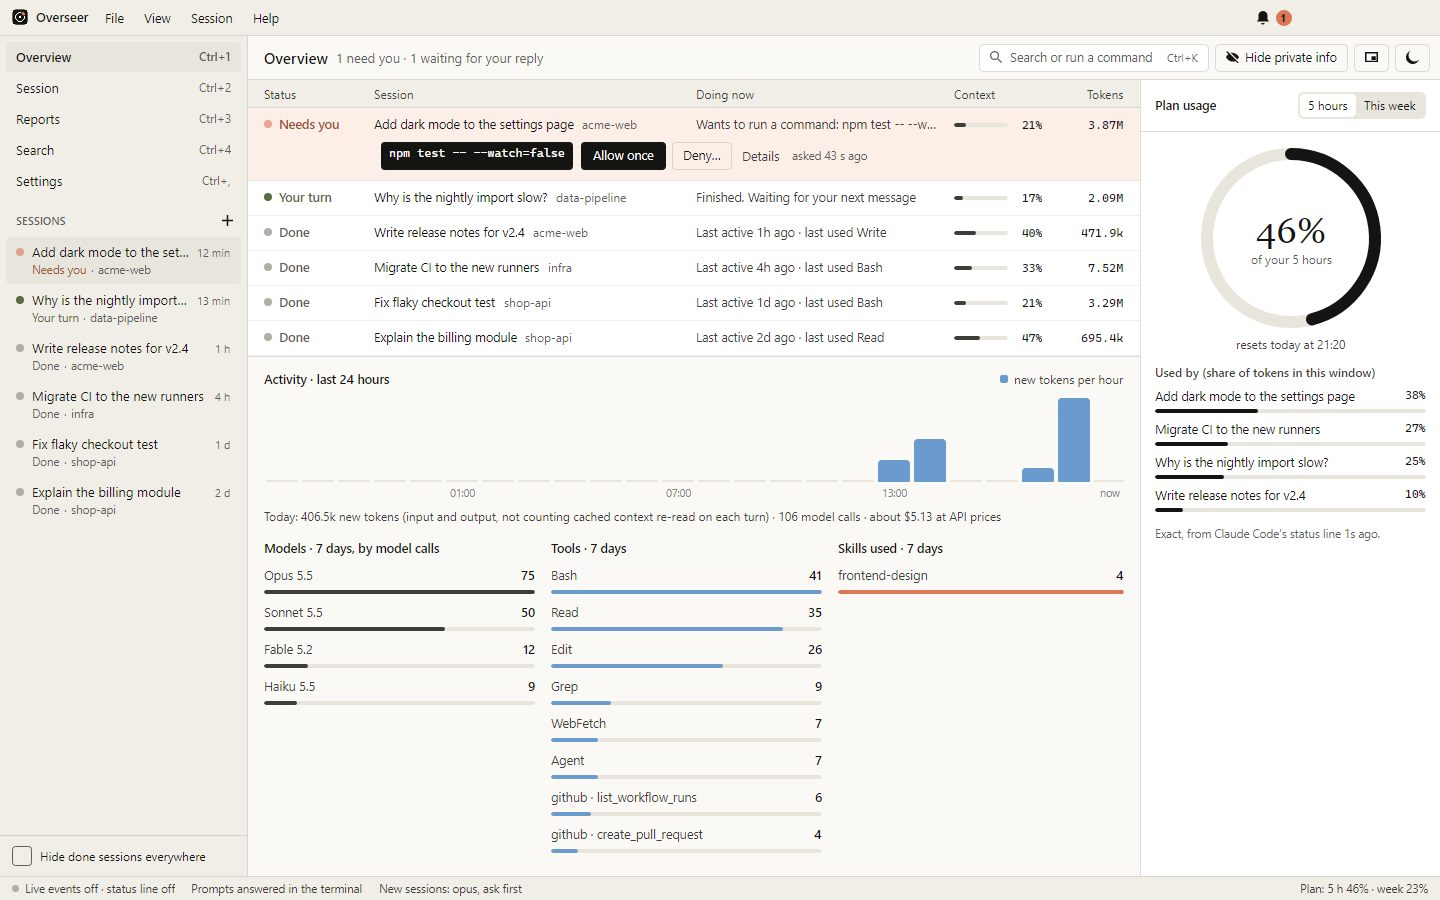 Overseer File View Session Help 1
Overview Ctrl+1
Session Ctrl+2
Reports Ctrl+3
Search Ctrl+4
Settings Ctrl+,
SESSIONS
Add dark mode to the set... 12 min
Needs you · acme-web
Why is the nightly import... 13 min
Your turn · data-pipeline
Write release notes for v2.4 1 h
Done · acme-web
Migrate CI to the new runners 4 h
Done · infra
Fix flaky checkout test 1 d
Done · shop-api
Explain the billing module 2 d
Done · shop-api
Hide done sessions everywhere
Overview 1 need you · 1 waiting for your reply Search or run a command Ctrl+K Hide private info
Status Session Doing now Context Tokens
Needs you Add dark mode to the settings page acme-web Wants to run a command: npm test -- --w... 21% 3.87M
npm test -- --watch=false Allow once Deny... Details asked 43 s ago
Your turn Why is the nightly import slow? data-pipeline Finished. Waiting for your next message 17% 2.09M
Done Write release notes for v2.4 acme-web Last active 1h ago · last used Write 40% 471.9k
Done Migrate CI to the new runners infra Last active 4h ago · last used Bash 33% 7.52M
Done Fix flaky checkout test shop-api Last active 1d ago · last used Bash 21% 3.29M
Done Explain the billing module shop-api Last active 2d ago · last used Read 47% 695.4k
Activity · last 24 hours new tokens per hour
01:00 07:00 13:00 now
Today: 406.5k new tokens (input and output, not counting cached context re-read on each turn) · 106 model calls · about $5.13 at API prices
Models · 7 days, by model calls
Opus 5.5 75
Sonnet 5.5 50
Fable 5.2 12
Haiku 5.5 9
Tools · 7 days
Bash 41
Read 35
Edit 26
Grep 9
WebFetch 7
Agent 7
github · list_workflow_runs 6
github · create_pull_request 4
Skills used · 7 days
frontend-design 4
Plan usage 5 hours This week
46%
of your 5 hours
resets today at 21:20
Used by (share of tokens in this window)
Add dark mode to the settings page 38%
Migrate CI to the new runners 27%
Why is the nightly import slow? 25%
Write release notes for v2.4 10%
Exact, from Claude Code's status line 1s ago.
Live events off · status line off Prompts answered in the terminal New sessions: opus, ask first Plan: 5 h 46% · week 23%